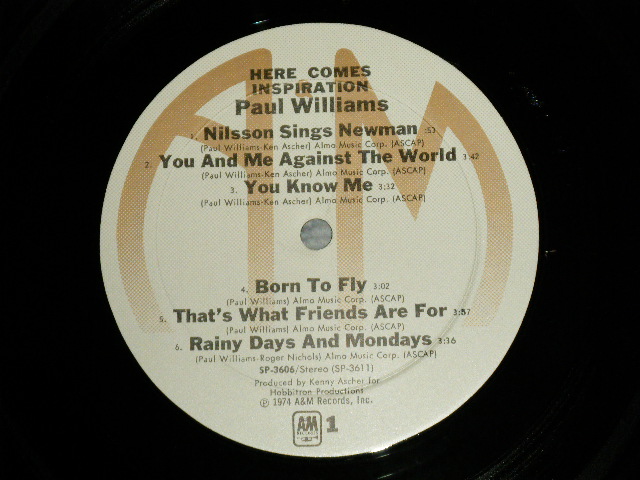 HERE COMES
INSPIRATION
Paul Williams
1. Nilsson Sings Newman :53
(Paul Williams-Ken Ascher) Almo Music Corp. (ASCAP)
2. You And Me Against The World 3:42
(Paul Williams-Ken Ascher) Almo Music Corp. (ASCAP)
3. You Know Me 3:32
(Paul Williams-Ken Ascher) Almo Music Corp. (ASCAP)
4. Born To Fly 3:02
(Paul Williams) Almo Music Corp. (ASCAP)
5. That's What Friends Are For 3:57
(Paul Williams) Almo Music Corp. (ASCAP)
6. Rainy Days And Mondays 3:36
(Paul Williams-Roger Nichols) Almo Music Corp. (ASCAP)
SP-3606/Stereo (SP-3611)
Produced by Kenny Ascher for
Hobbitron Productions
℗ 1974 A&M Records, Inc.
AM
RECORDS
1